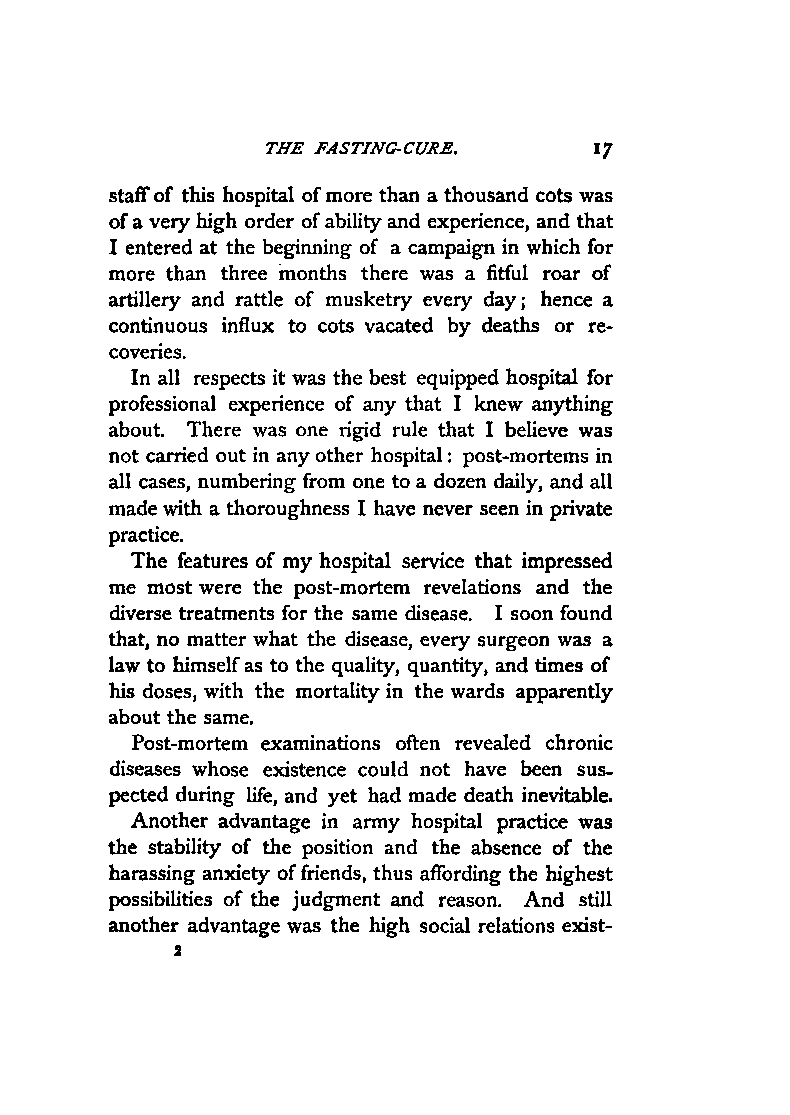 THE FASTING-CURE. 17
staff of this hospital of more than a thousand cots was
of a very high order of ability and experience, and that
I entered at the beginning of a campaign in which for
more than three months there was a fitful roar of
artillery and rattle of musketry every day; hence a
continuous influx to cots vacated by deaths or re-
coveries.
In all respects it was the best equipped hospital for
professional experience of any that I knew anything
about. There was one rigid rule that I believe was
not carried out in any other hospital: post-mortems in
all cases, numbering from one to a dozen daily, and all
made with a thoroughness I have never seen in private
practice.
The features of my hospital service that impressed
me most were the post-mortem revelations and the
diverse treatments for the same disease. I soon found
that, no matter what the disease, every surgeon was a
law to himself as to the quality, quantity, and times of
his doses, with the mortality in the wards apparently
about the same.
Post-mortem examinations often revealed chronic
diseases whose existence could not have been sus-
pected during life, and yet had made death inevitable.
Another advantage in army hospital practice was
the stability of the position and the absence of the
harassing anxiety of friends, thus affording the highest
possibilities of the judgment and reason. And still
another advantage was the high social relations exist-
2